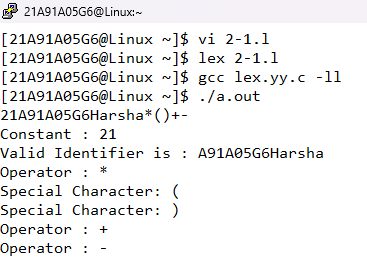 21A91A05G6@Linux:~
[21A91A05G6@Linux ~]$ vi 2-1.l
[21A91A05G6@Linux ~]$ lex 2-1.l
[21A91A05G6@Linux ~]$ gcc lex.yy.c -ll
[21A91A05G6@Linux ~]$ ./a.out
21A91A05G6Harsha*()+-
Constant : 21
Valid Identifier is : A91A05G6Harsha
Operator : *
Special Character: (
Special Character: )
Operator : +
Operator : -